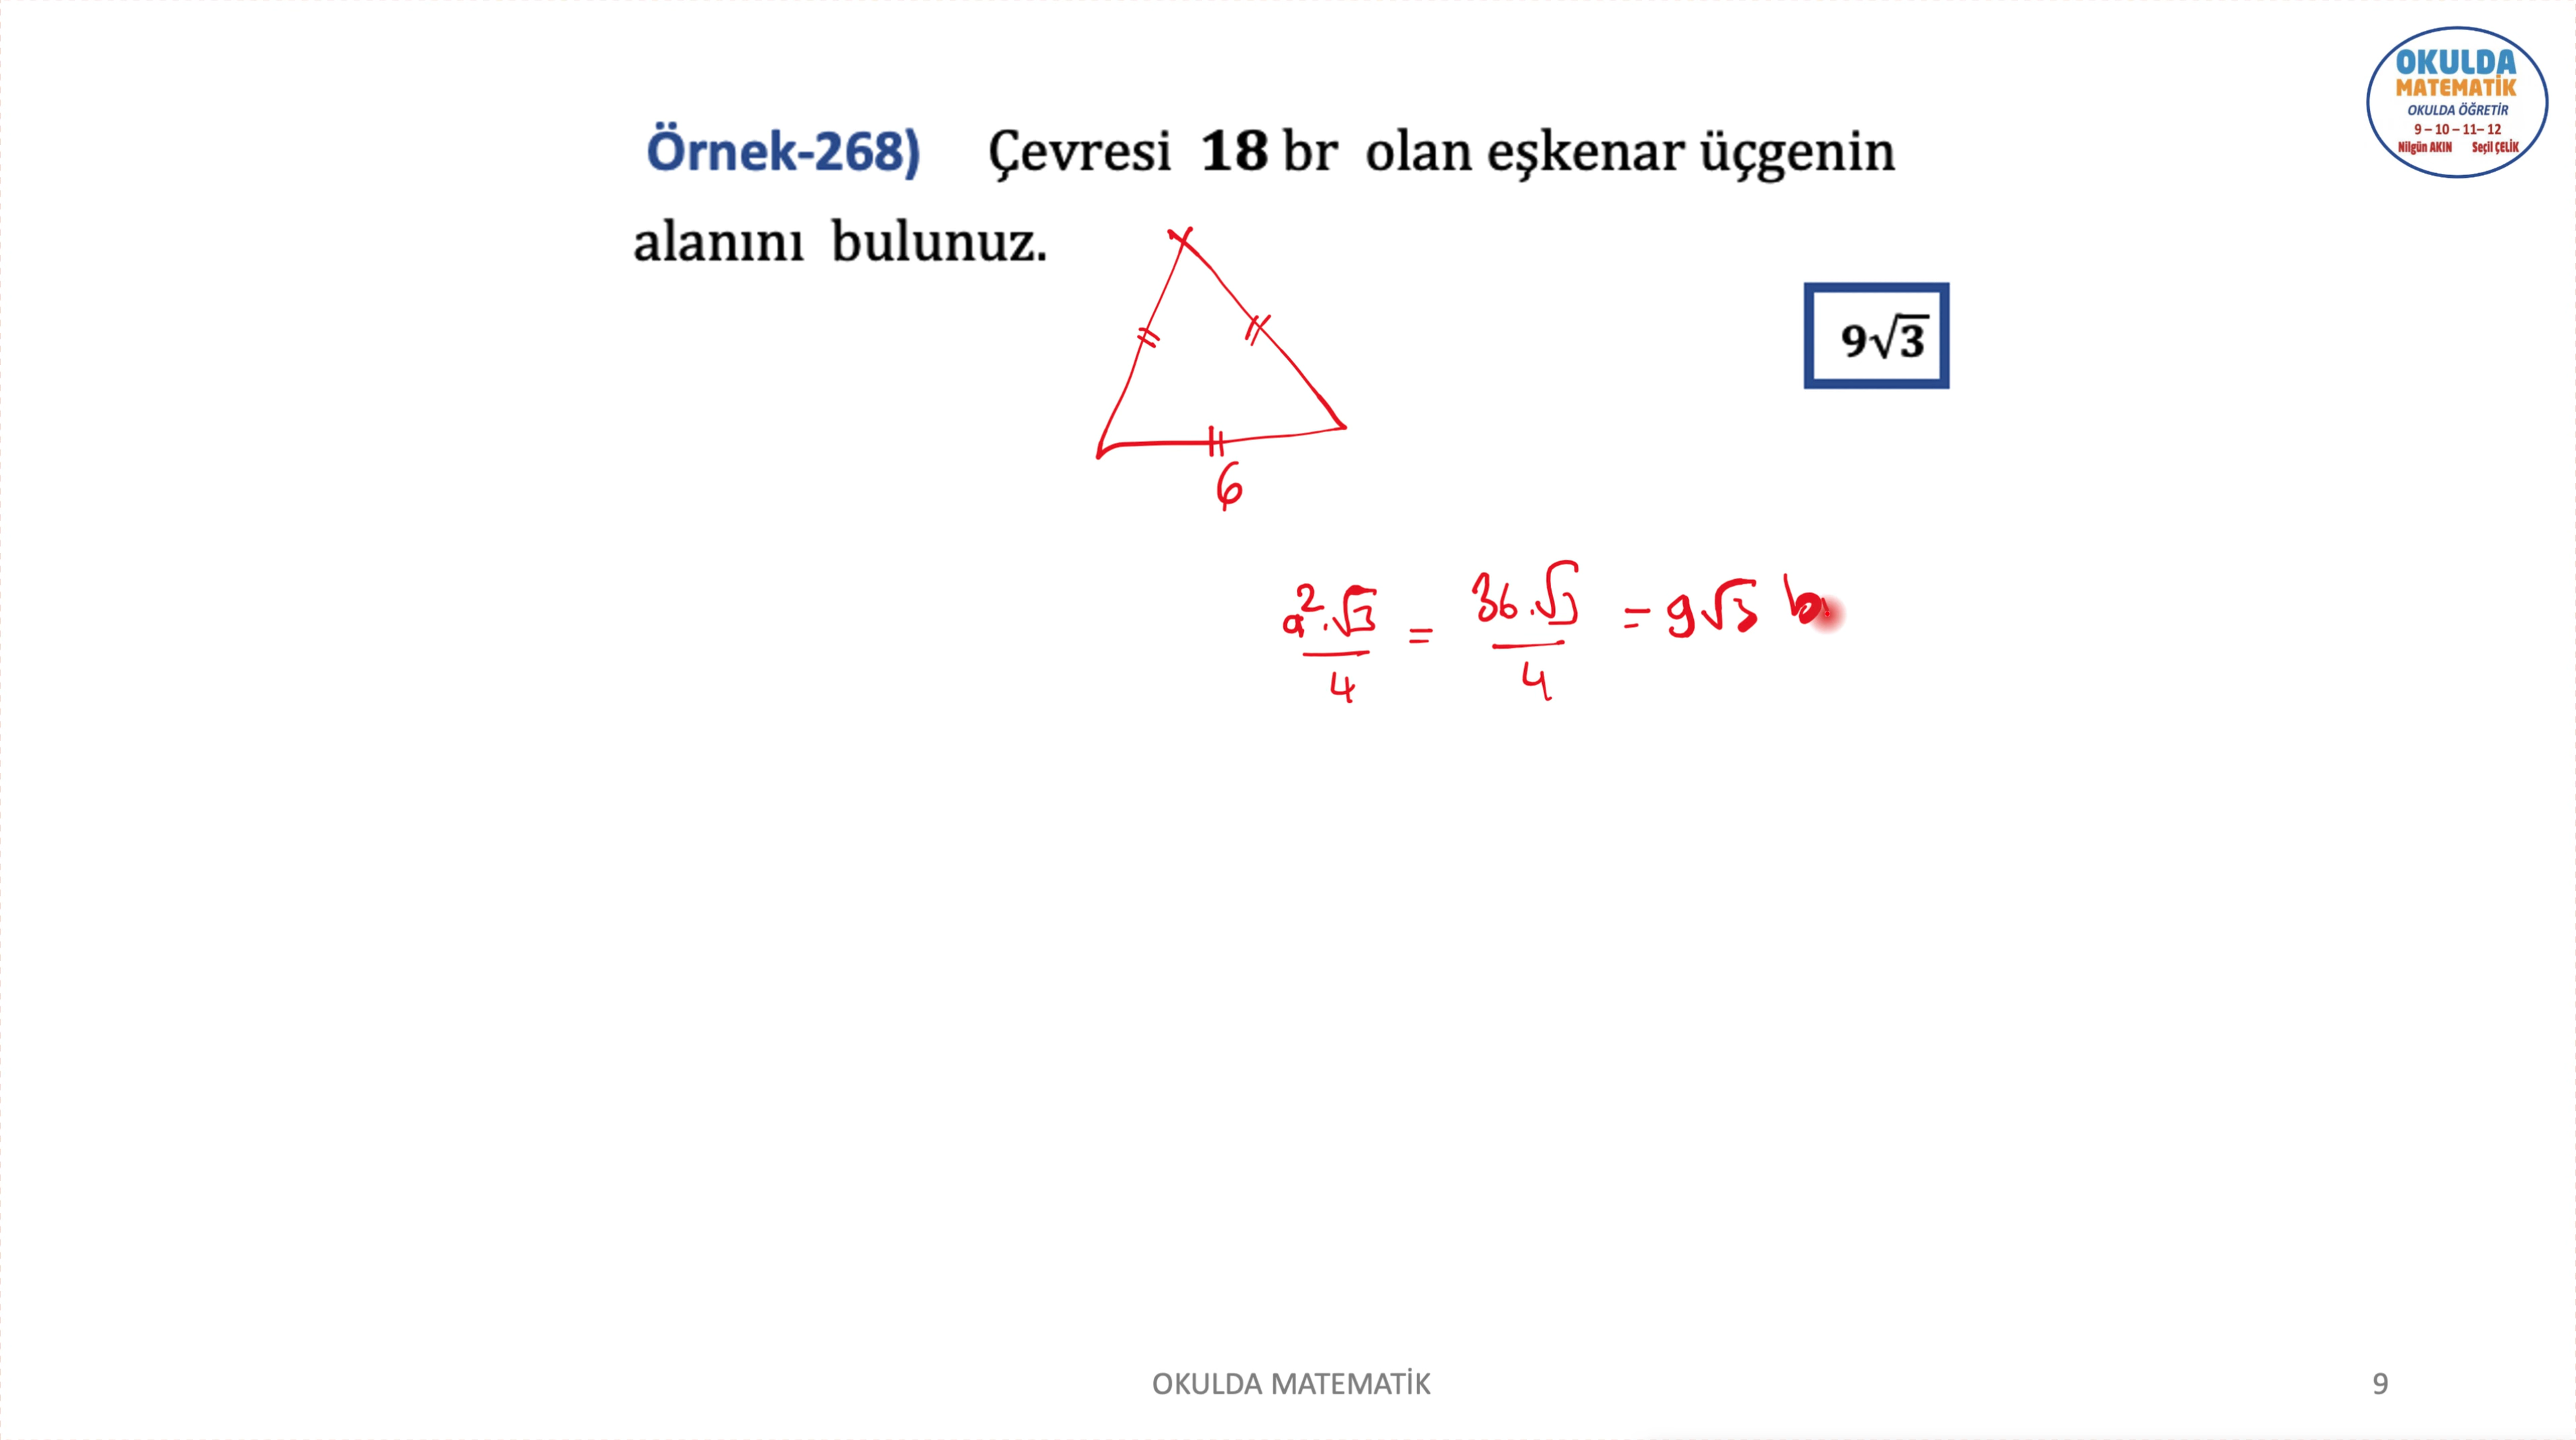 OKULDA
MATEMATİK
OKULDA ÖĞRETİR
9 – 10 – 11– 12
Nilgün AKIN Seçil ÇELİK
Örnek-268) Çevresi 18 br olan eşkenar üçgenin
alanını bulunuz.
9√3
6
a².√3/4 = 36.√3/4 = 9√3 b
OKULDA MATEMATİK
9